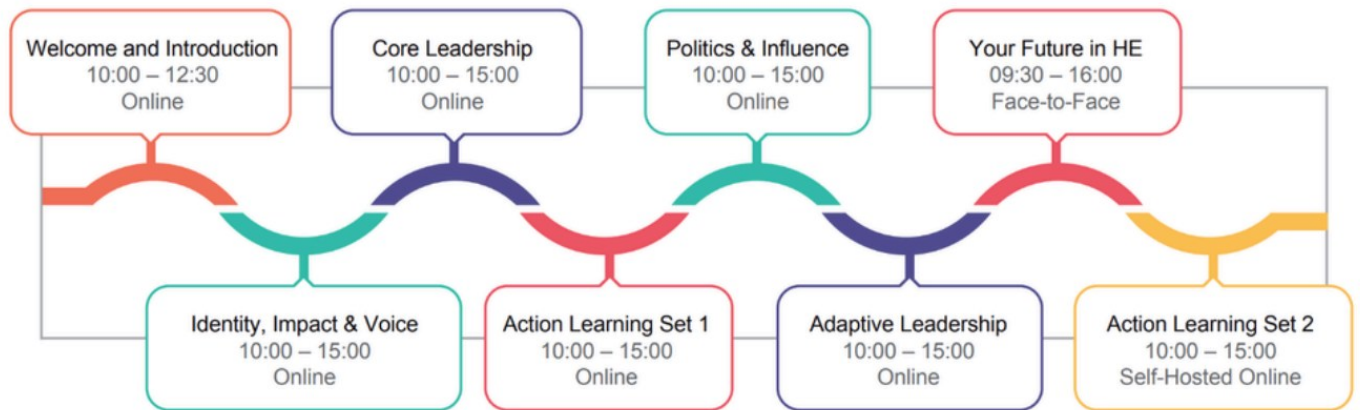 Welcome and Introduction
10:00 – 12:30
Online
Core Leadership
10:00 – 15:00
Online
Politics & Influence
10:00 – 15:00
Online
Your Future in HE
09:30 – 16:00
Face-to-Face
Identity, Impact & Voice
10:00 – 15:00
Online
Action Learning Set 1
10:00 – 15:00
Online
Adaptive Leadership
10:00 – 15:00
Online
Action Learning Set 2
10:00 – 15:00
Self-Hosted Online